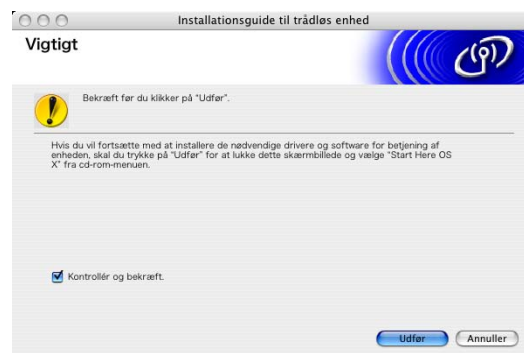 Installationsguide til trådløs enhed
Vigtigt
Bekræft før du klikker på "Udfør".
Hvis du vil fortsætte med at installere de nødvendige drivere og software for betjening af
enheden, skal du trykke på "Udfør" for at lukke dette skærmbillede og vælge "Start Here OS
X" fra cd-rom-menuen.
Kontrollér og bekræft.
Udfør
Annuller